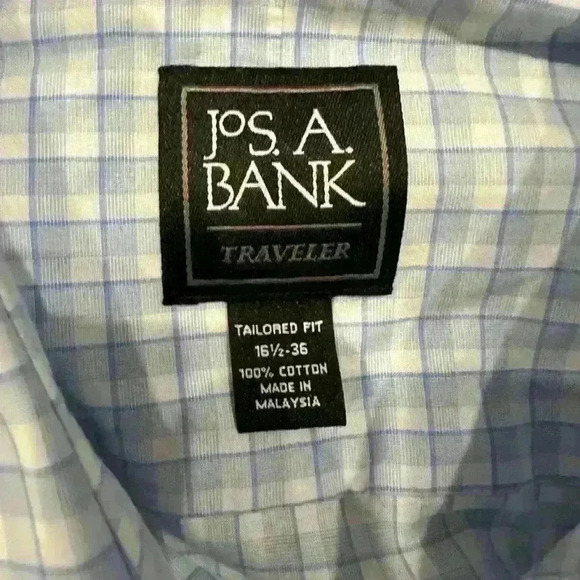 JOS. A.
BANK
TRAVELER
TAILORED FIT
16½-36
100% COTTON
MADE IN
MALAYSIA